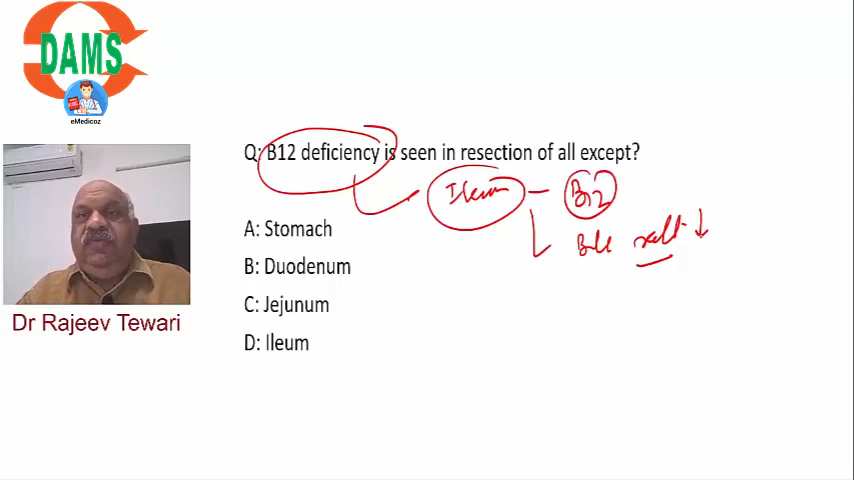 DAMS
eMedicoz
Q: B12 deficiency is seen in resection of all except?
Ileum - B12
Bile salt ↓
A: Stomach
B: Duodenum
C: Jejunum
D: Ileum
Dr Rajeev Tewari